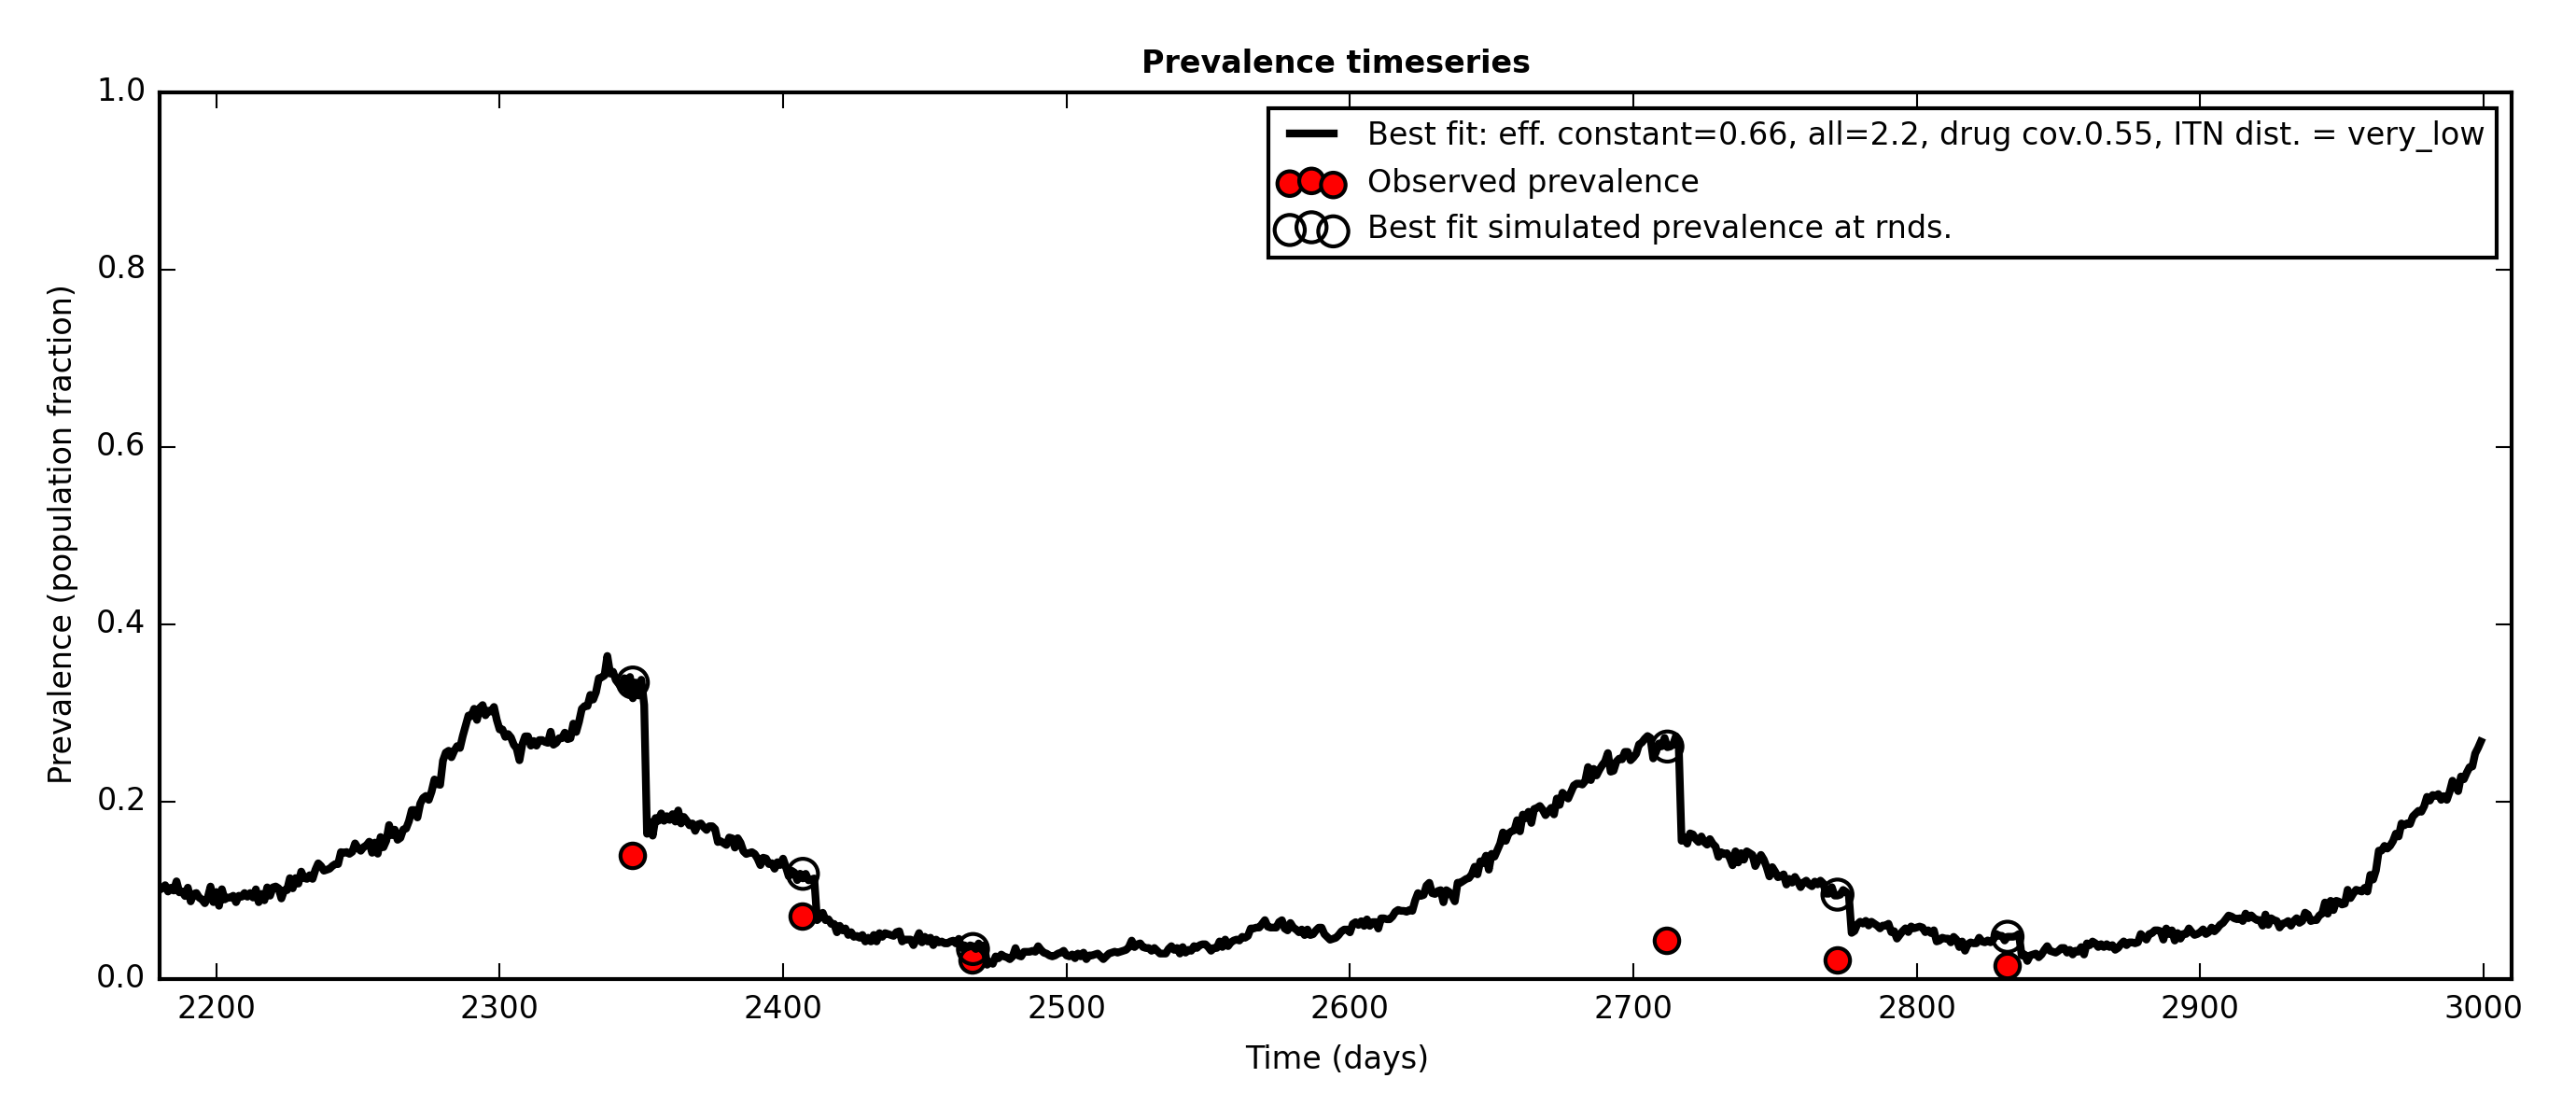 Prevalence timeseries
1.0
0.8
0.6
0.4
0.2
0.0
Prevalence (population fraction)
Best fit: eff. constant=0.66, all=2.2, drug cov.0.55, ITN dist. = very_low
Observed prevalence
Best fit simulated prevalence at rnds.
2200 2300 2400 2500 2600 2700 2800 2900 3000
Time (days)